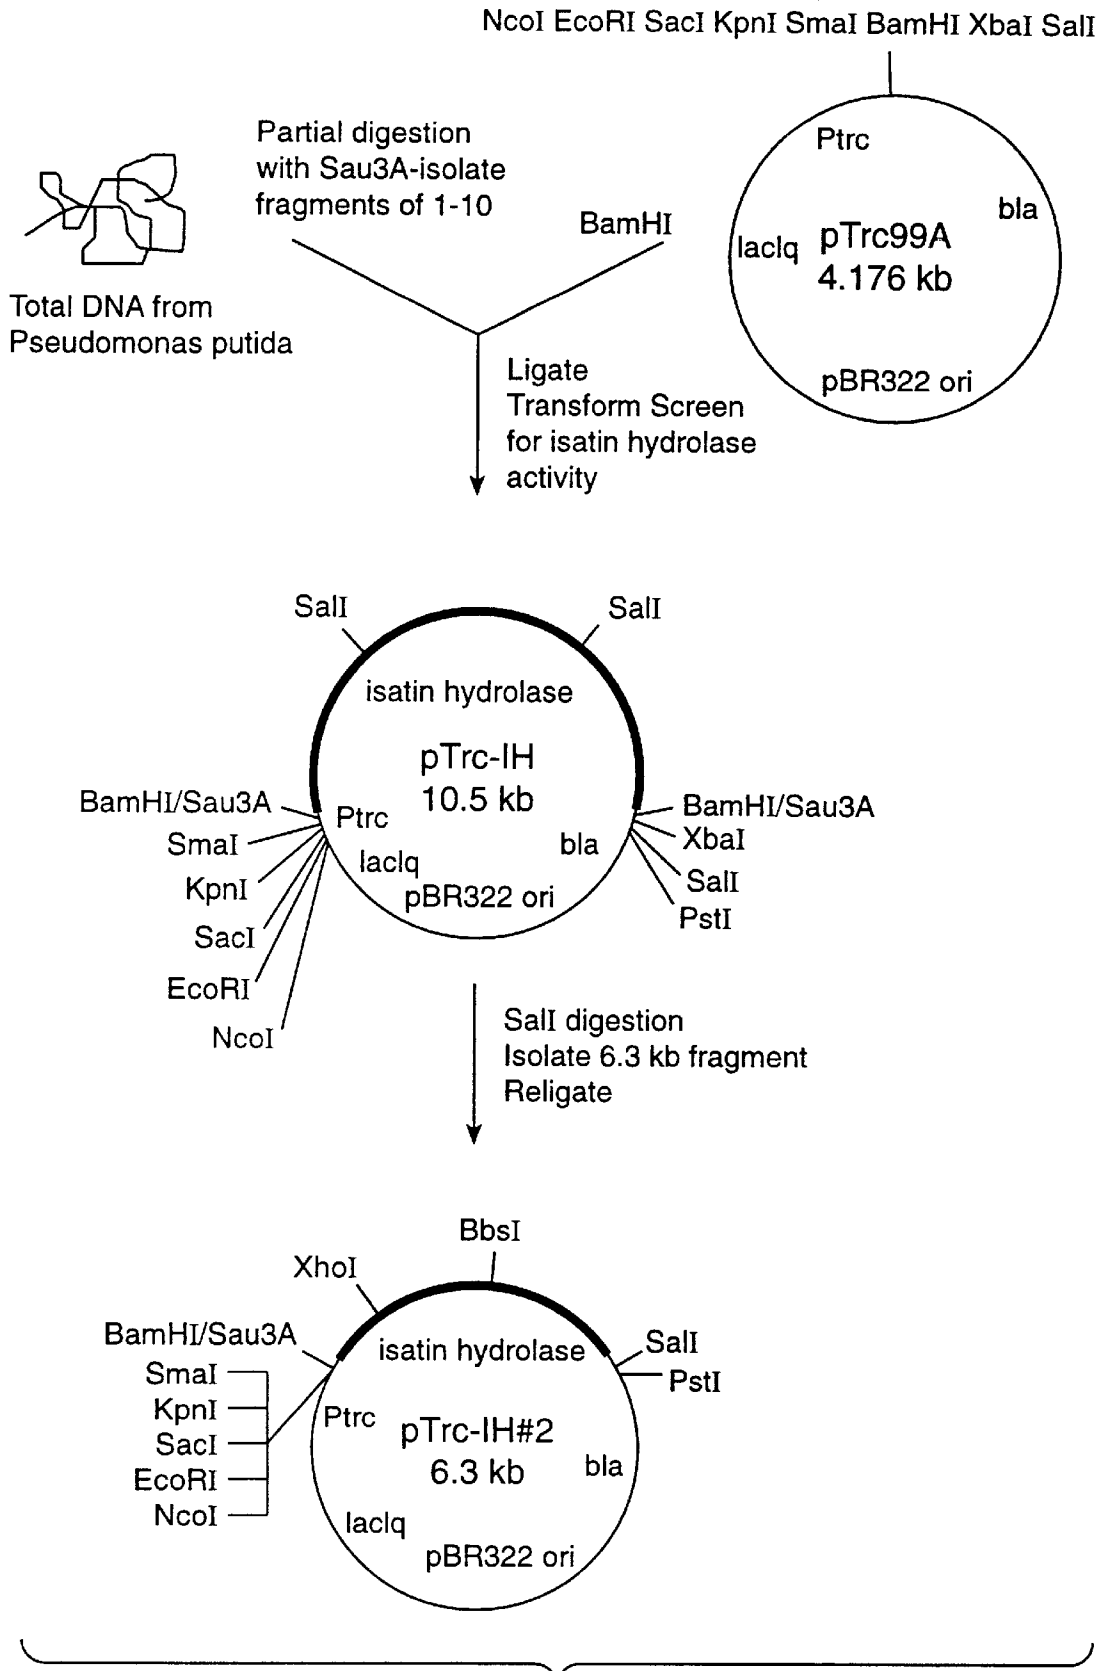 NcoI EcoRI SacI KpnI SmaI BamHI XbaI SalI
Partial digestion
with Sau3A-isolate
fragments of 1-10
BamHI
Total DNA from
Pseudomonas putida
Ptrc
bla
lacIq
pTrc99A
4.176 kb
pBR322 ori
Ligate
Transform Screen
for isatin hydrolase
activity
SalI
SalI
isatin hydrolase
pTrc-IH
10.5 kb
BamHI/Sau3A
SmaI
KpnI
SacI
EcoRI
NcoI
Ptrc
lacIq
pBR322 ori
bla
BamHI/Sau3A
XbaI
SalI
PstI
SalI digestion
Isolate 6.3 kb fragment
Religate
BbsI
XhoI
BamHI/Sau3A
SmaI
KpnI
SacI
EcoRI
NcoI
isatin hydrolase
SalI
PstI
Ptrc
pTrc-IH#2
6.3 kb
bla
lacIq
pBR322 ori